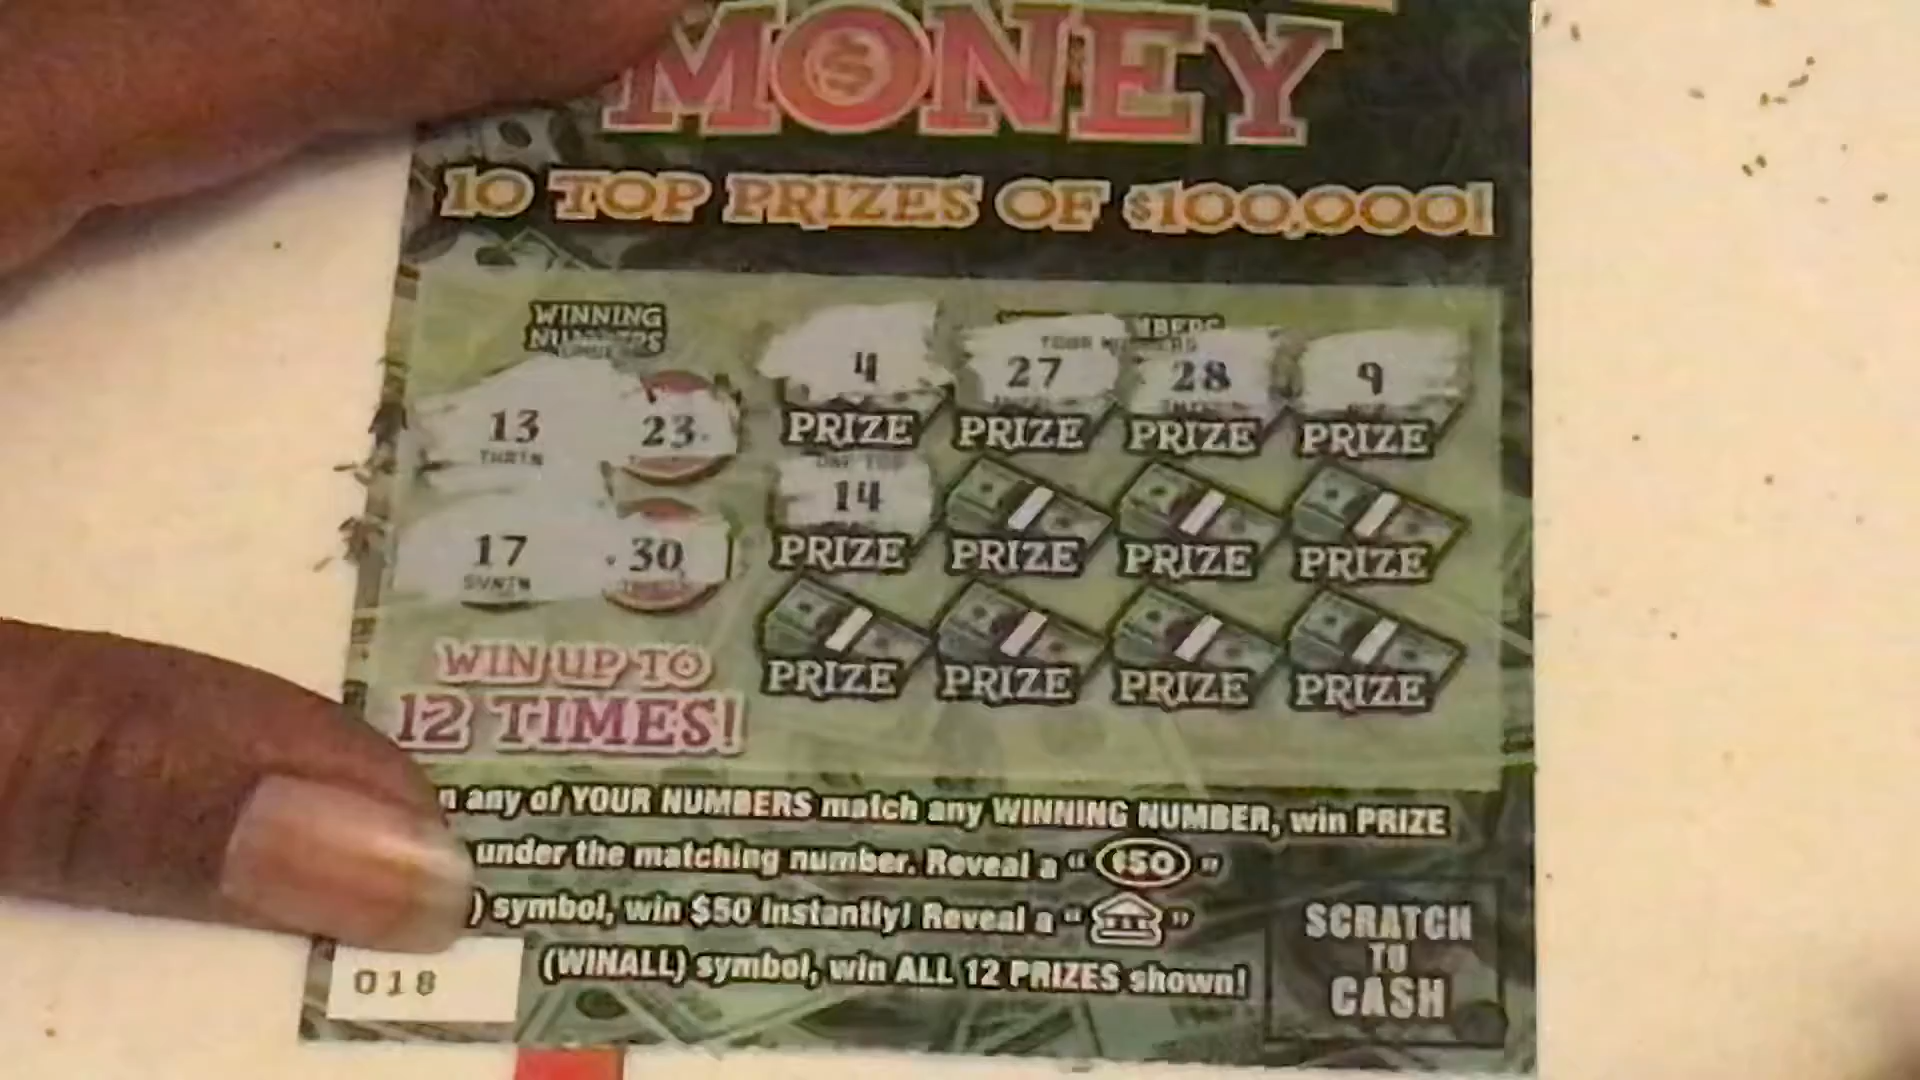 MONEY
10 TOP PRIZES OF $100,000!
WINNING
NUMBERS
YOUR NUMBERS
4 27 28 9
13 23
THRTN
PRIZE PRIZE PRIZE PRIZE
14
17 30
SVNTN
PRIZE PRIZE PRIZE PRIZE
WIN UP TO
12 TIMES!
PRIZE PRIZE PRIZE PRIZE
any of YOUR NUMBERS match any WINNING NUMBER, win PRIZE
under the matching number. Reveal a "$50"
) symbol, win $50 instantly! Reveal a " "
(WINALL) symbol, win ALL 12 PRIZES shown!
SCRATCH
TO
CASH
018